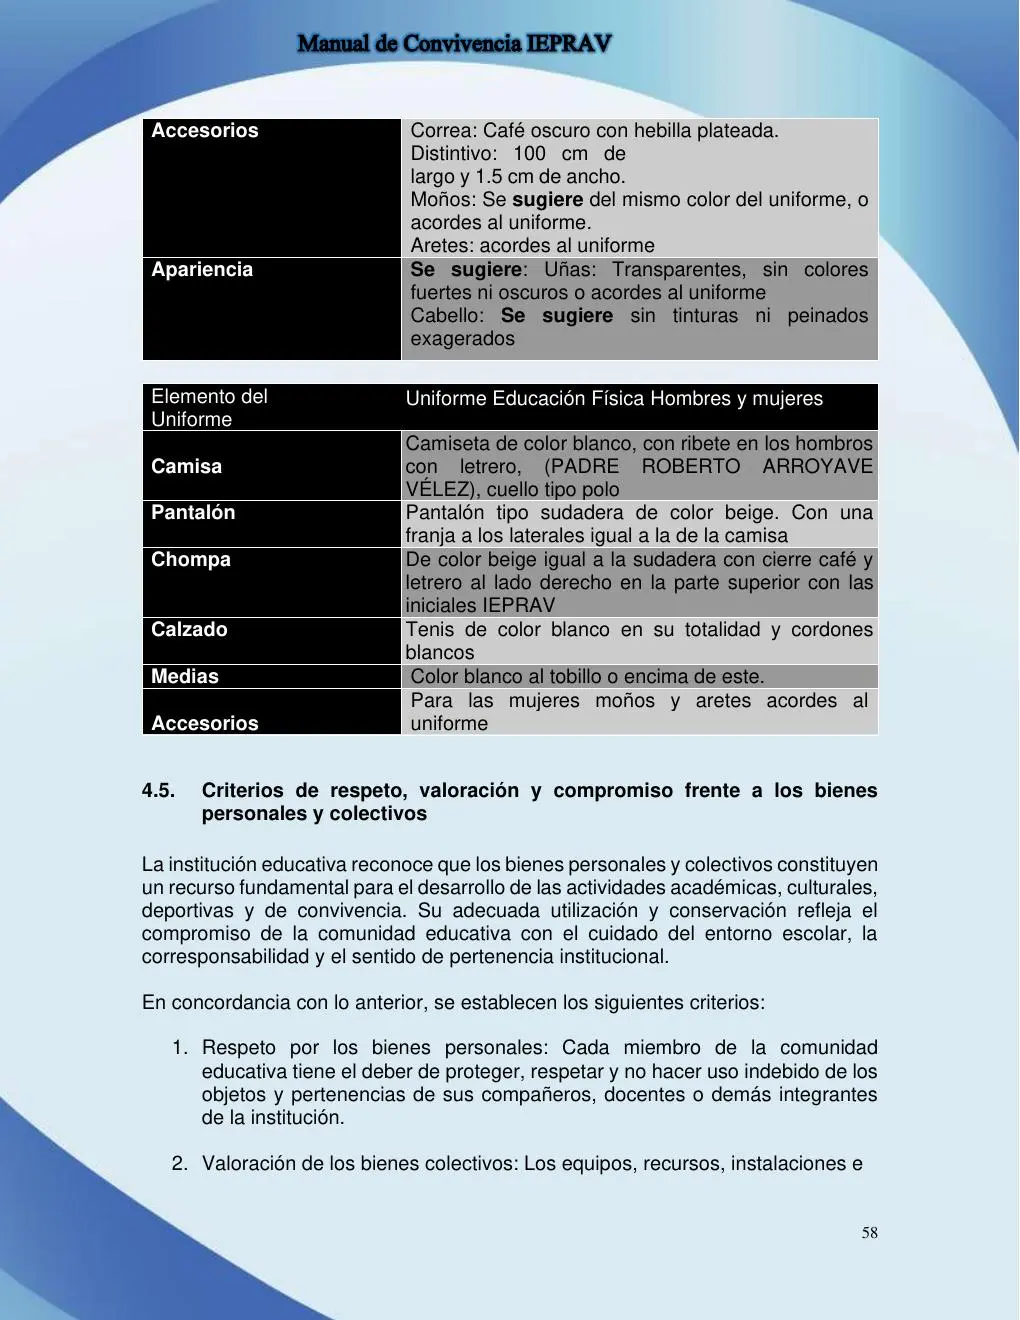 Manual de Convivencia IEPRAV
Accesorios
Correa: Café oscuro con hebilla plateada.
Distintivo: 100 cm de
largo y 1.5 cm de ancho.
Moños: Se sugiere del mismo color del uniforme, o
acordes al uniforme.
Aretes: acordes al uniforme
Apariencia
Se sugiere: Uñas: Transparentes, sin colores
fuertes ni oscuros o acordes al uniforme
Cabello: Se sugiere sin tinturas ni peinados
exagerados
Elemento del
Uniforme
Uniforme Educación Física Hombres y mujeres
Camisa
Camiseta de color blanco, con ribete en los hombros
con letrero, (PADRE ROBERTO ARROYAVE
VÉLEZ), cuello tipo polo
Pantalón
Pantalón tipo sudadera de color beige. Con una
franja a los laterales igual a la de la camisa
Chompa
De color beige igual a la sudadera con cierre café y
letrero al lado derecho en la parte superior con las
iniciales IEPRAV
Calzado
Tenis de color blanco en su totalidad y cordones
blancos
Medias
Color blanco al tobillo o encima de este.
Accesorios
Para las mujeres moños y aretes acordes al
uniforme
4.5. Criterios de respeto, valoración y compromiso frente a los bienes
personales y colectivos
La institución educativa reconoce que los bienes personales y colectivos constituyen
un recurso fundamental para el desarrollo de las actividades académicas, culturales,
deportivas y de convivencia. Su adecuada utilización y conservación refleja el
compromiso de la comunidad educativa con el cuidado del entorno escolar, la
corresponsabilidad y el sentido de pertenencia institucional.
En concordancia con lo anterior, se establecen los siguientes criterios:
1. Respeto por los bienes personales: Cada miembro de la comunidad
educativa tiene el deber de proteger, respetar y no hacer uso indebido de los
objetos y pertenencias de sus compañeros, docentes o demás integrantes
de la institución.
2. Valoración de los bienes colectivos: Los equipos, recursos, instalaciones e
58